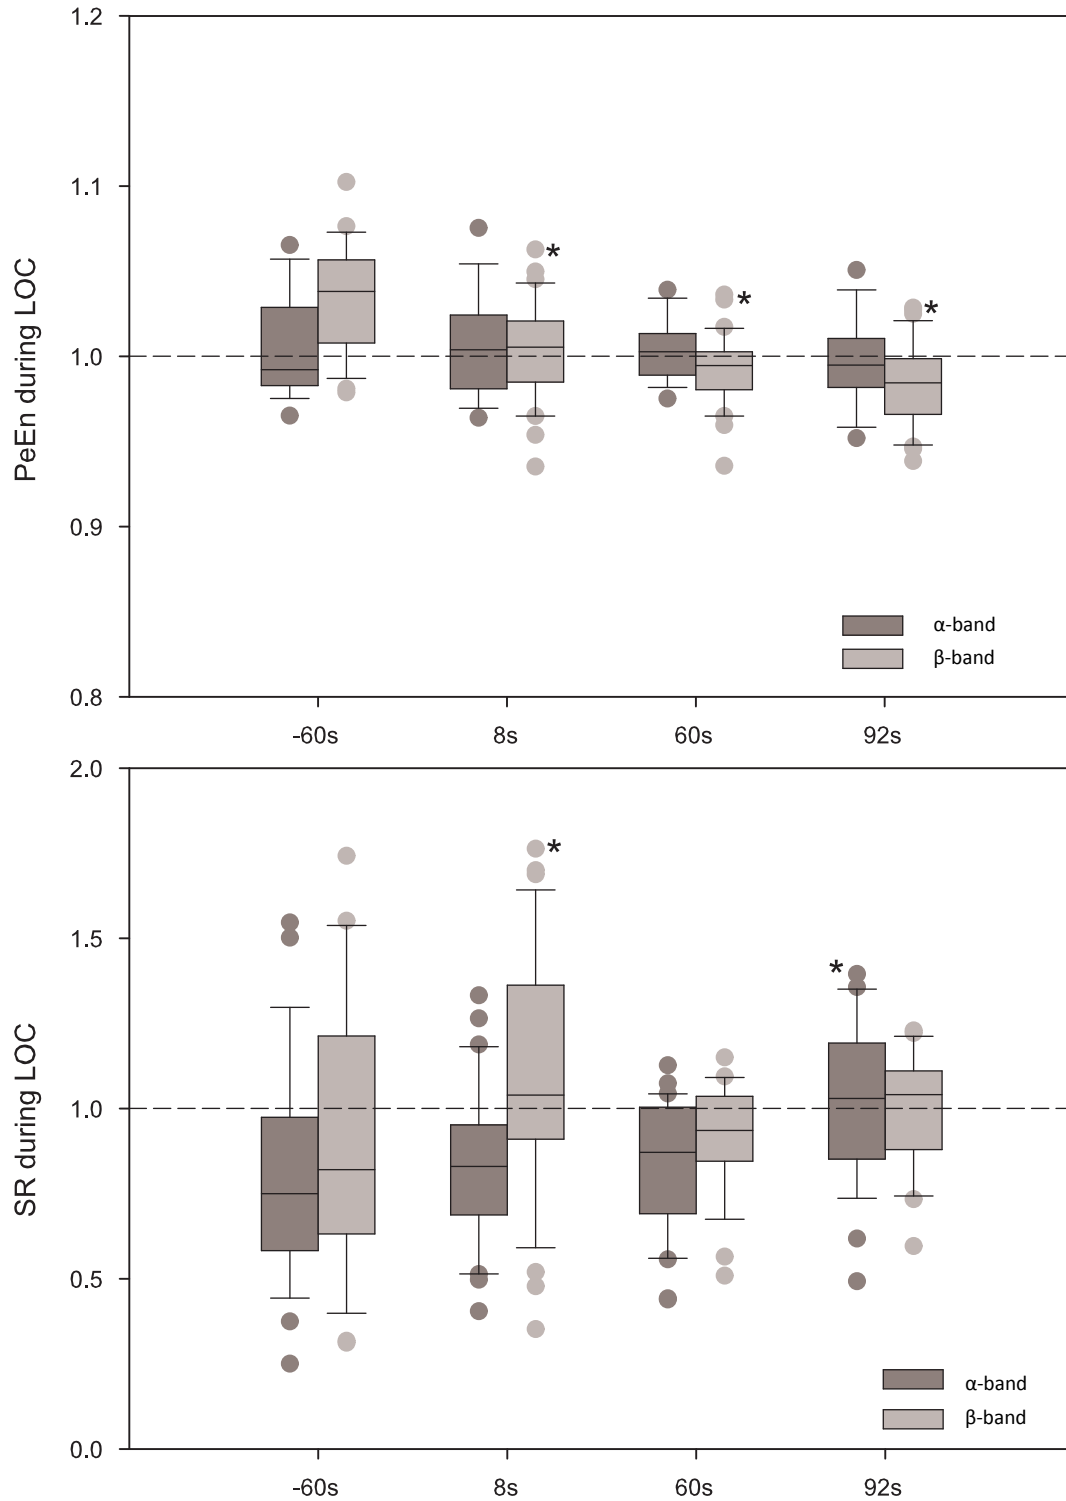 1.2
1.1
1.0
0.9
0.8
PeEn during LOC
*
*
*
α-band
β-band
-60s 8s 60s 92s
2.0
1.5
1.0
0.5
0.0
SR during LOC
*
*
α-band
β-band
-60s 8s 60s 92s